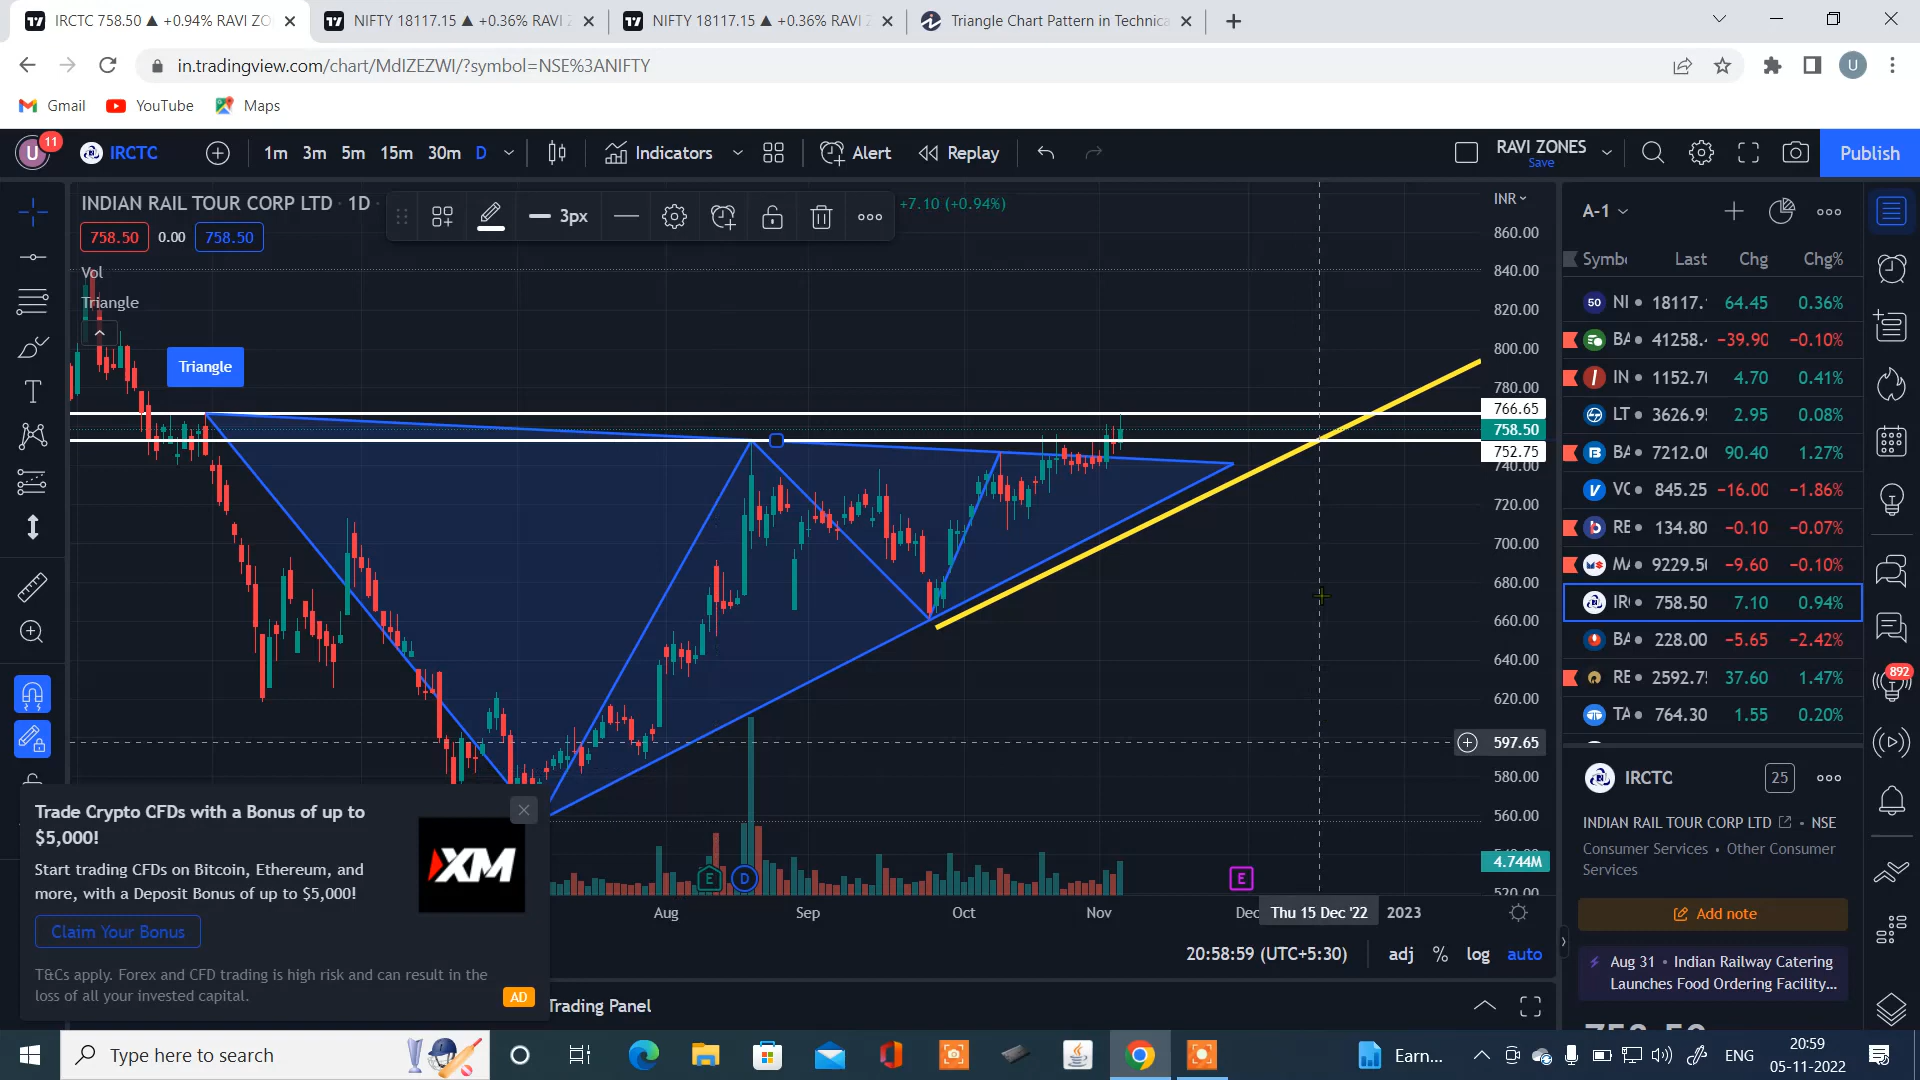 IRCTC 758.50 ▲ +0.94% RAVI ZO
NIFTY 18117.15 ▲ +0.36% RAVI Z
NIFTY 18117.15 ▲ +0.36% RAVI Z
Triangle Chart Pattern in Technica
in.tradingview.com/chart/MdIZEZWI/?symbol=NSE%3ANIFTY
U
Gmail
YouTube
Maps
U
11
IRCTC
1m 3m 5m 15m 30m D
Indicators
Alert
Replay
RAVI ZONES
Save
Publish
INDIAN RAIL TOUR CORP LTD · 1D
3px
+7.10 (+0.94%)
758.50 0.00 758.50
Vol
Triangle
Triangle
INR
860.00
840.00
820.00
800.00
780.00
766.65
758.50
752.75
740.00
720.00
700.00
680.00
660.00
640.00
620.00
597.65
580.00
560.00
4.744M
520.00
E
D
E
Aug Sep Oct Nov Dec Thu 15 Dec '22 2023
20:58:59 (UTC+5:30)
adj % log auto
Trading Panel
A-1
Symb Last Chg Chg%
50 NI 18117. 64.45 0.36%
BA 41258. −39.90 −0.10%
IN 1152.70 4.70 0.41%
LT 3626.95 2.95 0.08%
BA 7212.00 90.40 1.27%
VO 845.25 −16.00 −1.86%
RE 134.80 −0.10 −0.07%
MA 9229.50 −9.60 −0.10%
IR 758.50 7.10 0.94%
BA 228.00 −5.65 −2.42%
RE 2592.7 37.60 1.47%
TA 764.30 1.55 0.20%
892
IRCTC
25
INDIAN RAIL TOUR CORP LTD · NSE
Consumer Services • Other Consumer
Services
Add note
Aug 31 • Indian Railway Catering
Launches Food Ordering Facility...
Trade Crypto CFDs with a Bonus of up to
$5,000!
Start trading CFDs on Bitcoin, Ethereum, and
more, with a Deposit Bonus of up to $5,000!
XM
Claim Your Bonus
T&Cs apply. Forex and CFD trading is high risk and can result in the
loss of all your invested capital.
AD
Type here to search
Earn...
ENG
20:59
05-11-2022